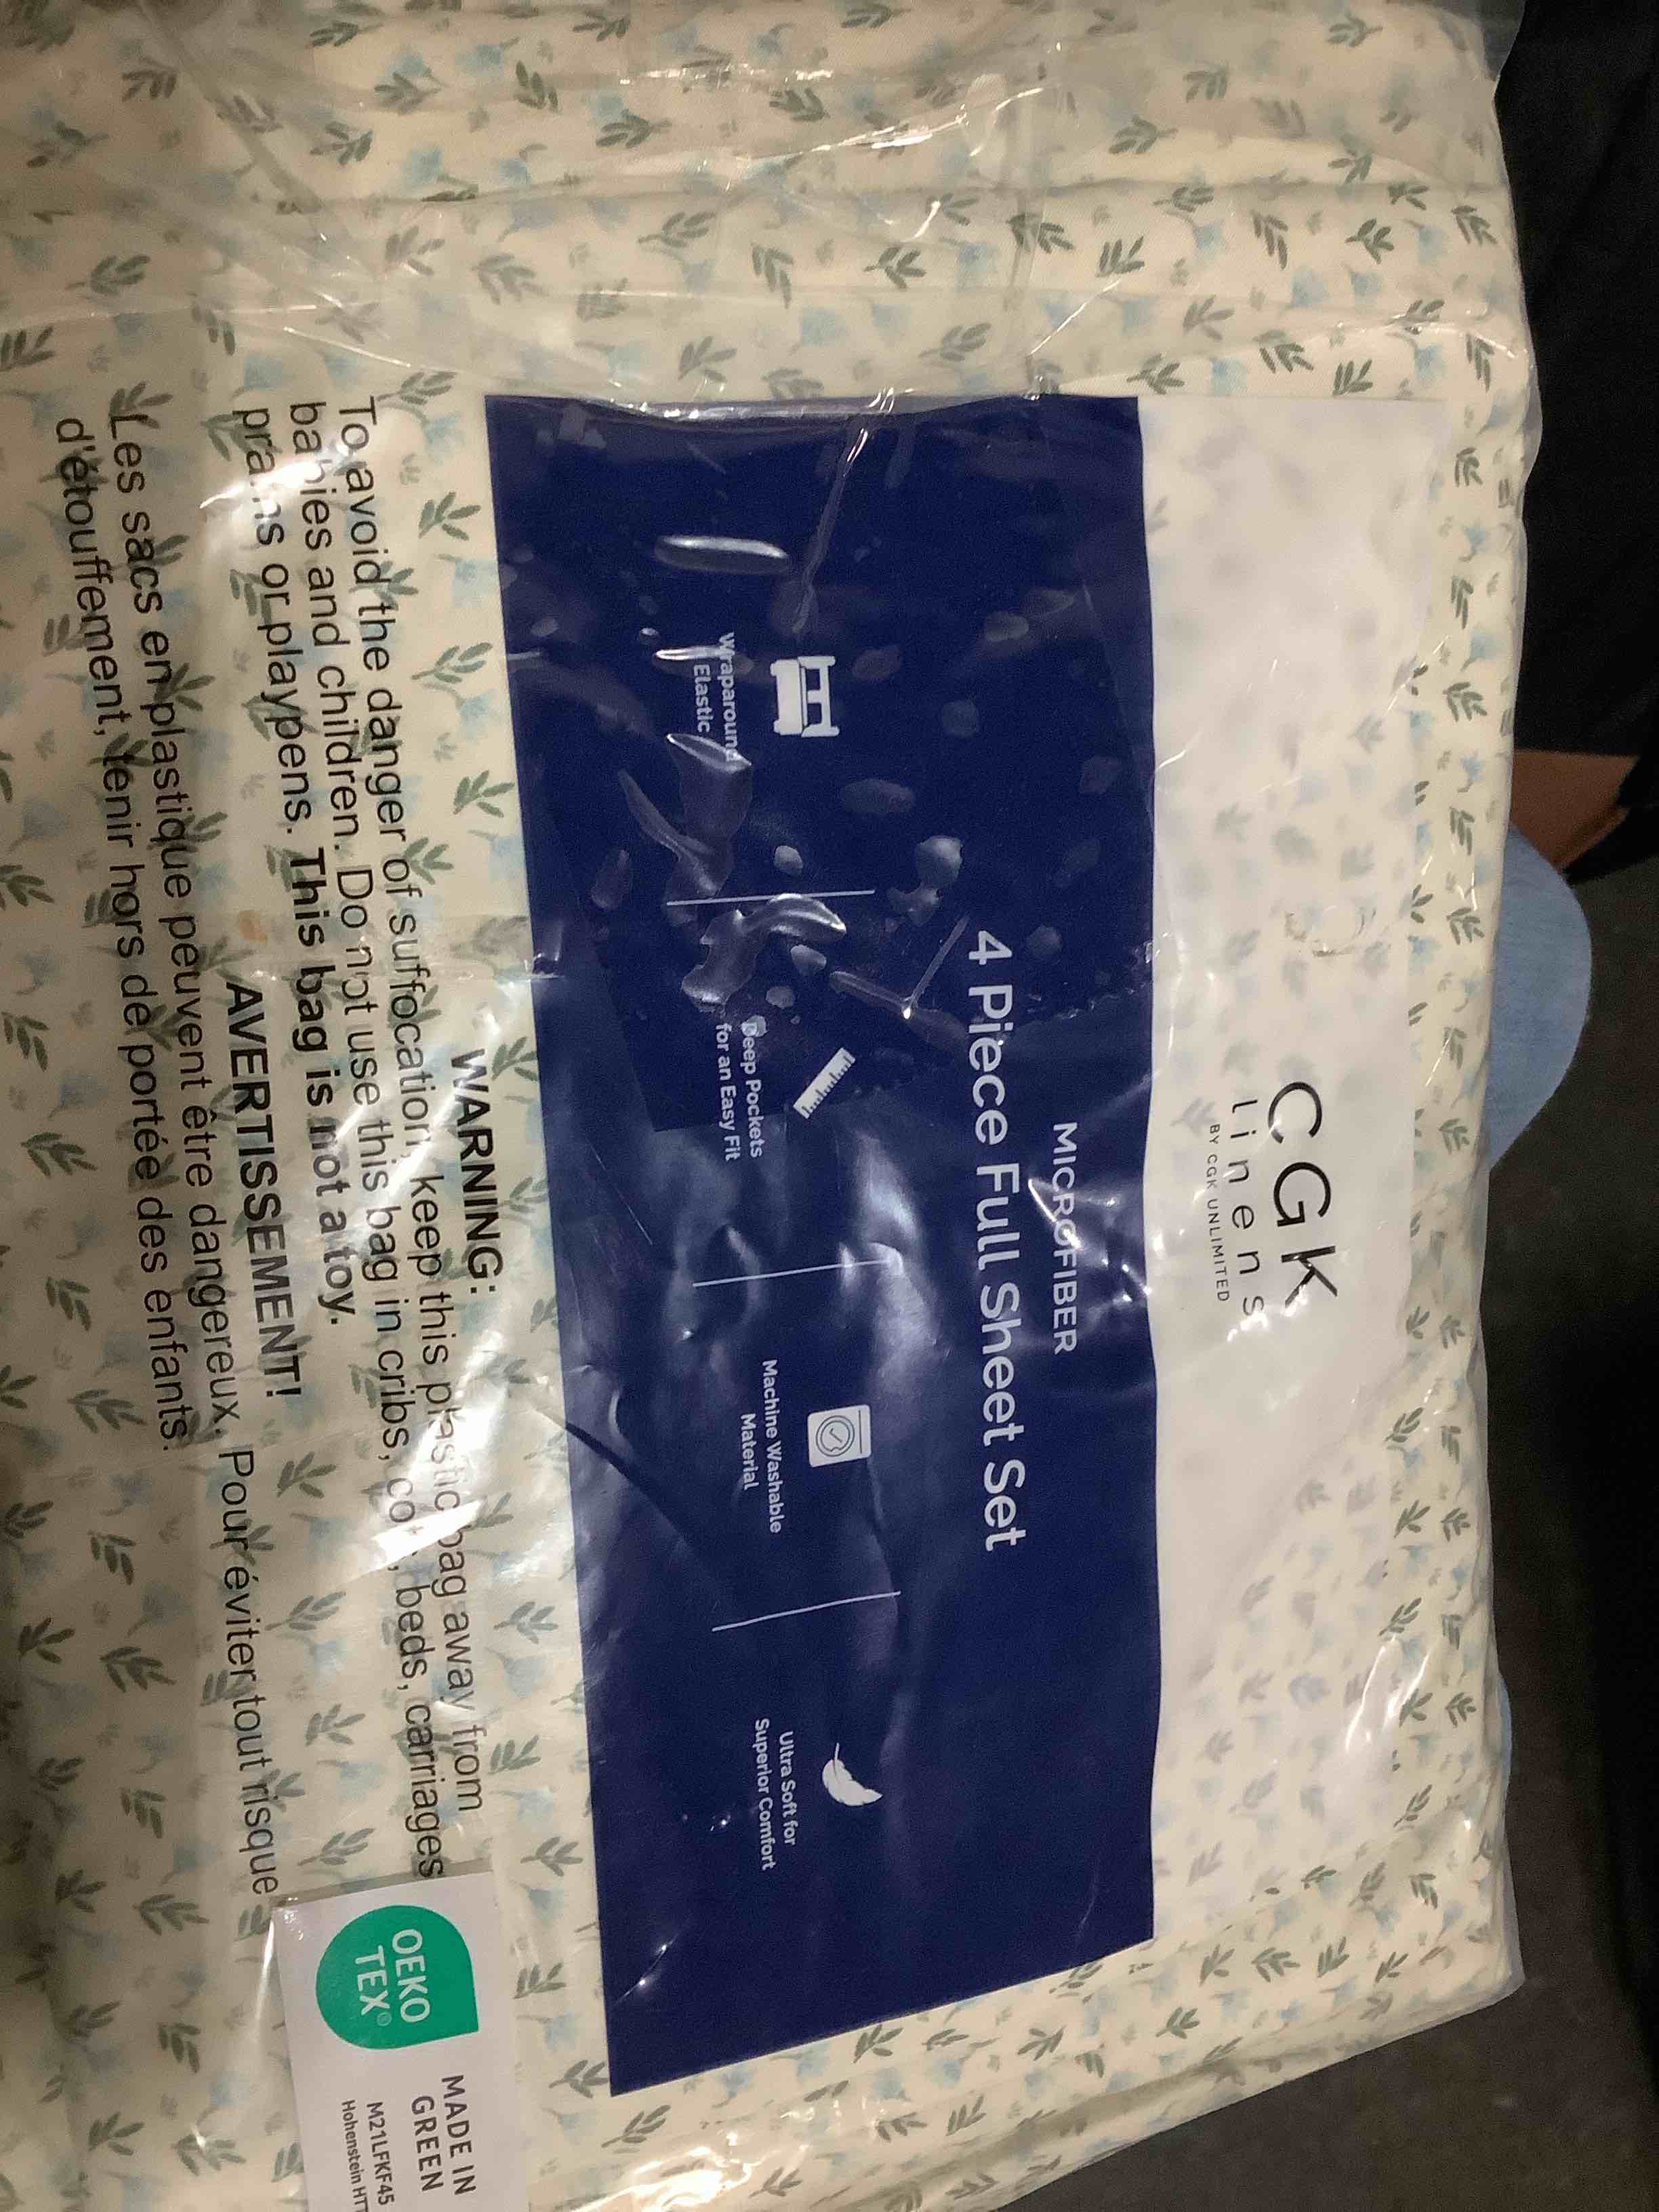 CGK
Linens
BY CGK UNLIMITED
MICROFIBER
4 Piece Full Sheet Set
Wraparound
Elastic
Deep Pockets
for an Easy Fit
Machine Washable
Material
Ultra Soft for
Superior Comfort
WARNING:
To avoid the danger of suffocation, keep this plastic bag away from
babies and children. Do not use this bag in cribs, cots, beds, carriages
prams or playpens. This bag is not a toy.
AVERTISSEMENT!
Les sacs en plastique peuvent être dangereux. Pour éviter tout risque
d'étouffement, tenir hors de portée des enfants.
OEKO
TEX®
MADE IN
GREEN
M21LFKF45
Hohenstein HTT